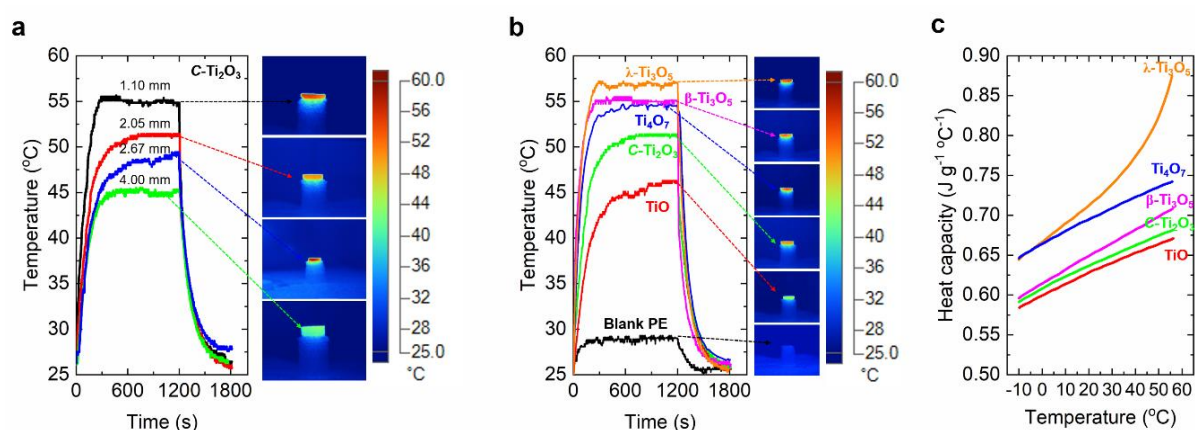 a
Temperature (°C)
60
55
50
45
40
35
30
25
C-Ti₂O₃
1.10 mm
2.05 mm
2.67 mm
4.00 mm
0 600 1200 1800
Time (s)
60.0
56
52
48
44
40
36
32
28
25.0
°C
b
Temperature (°C)
60
55
50
45
40
35
30
25
λ-Ti₃O₅
β-Ti₃O₅
Ti₄O₇
C-Ti₂O₃
TiO
Blank PE
0 600 1200 1800
Time (s)
60.0
56
52
48
44
40
36
32
28
25.0
°C
c
Heat capacity (J g⁻¹ °C⁻¹)
0.90
0.85
0.80
0.75
0.70
0.65
0.60
0.55
0.50
λ-Ti₃O₅
Ti₄O₇
β-Ti₃O₅
C-Ti₂O₃
TiO
-10 0 10 20 30 40 50 60
Temperature (°C)